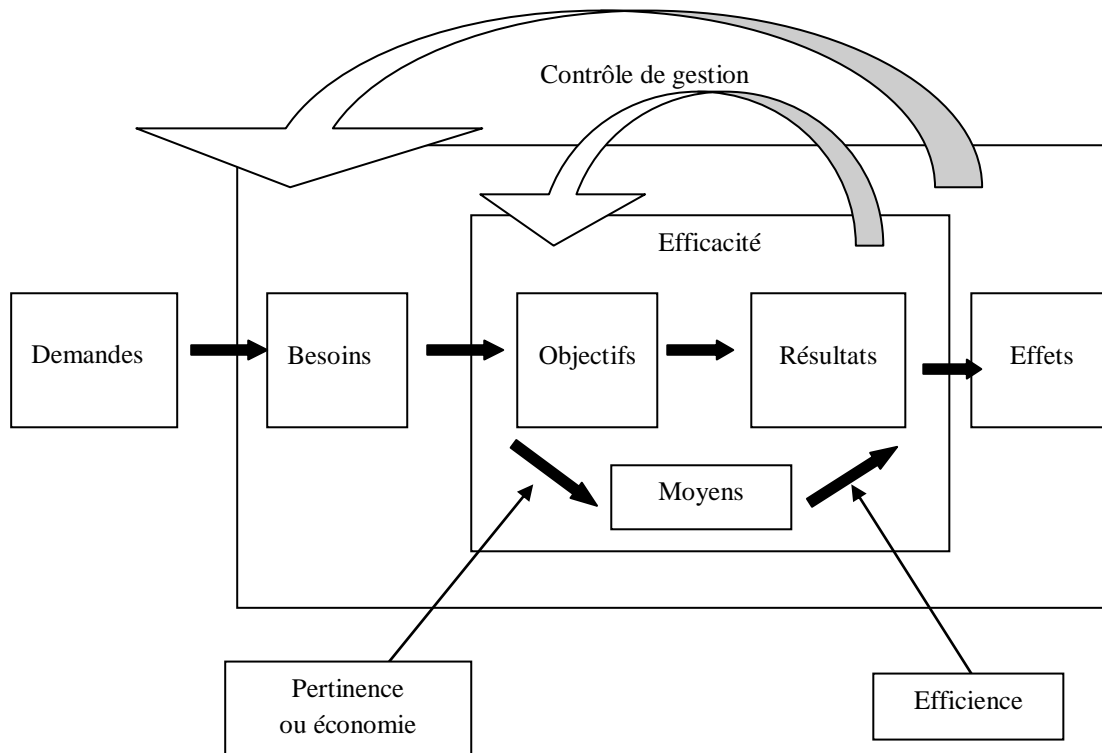 Contrôle de gestion
Efficacité
Demandes
Besoins
Objectifs
Résultats
Effets
Moyens
Pertinence
ou économie
Efficience